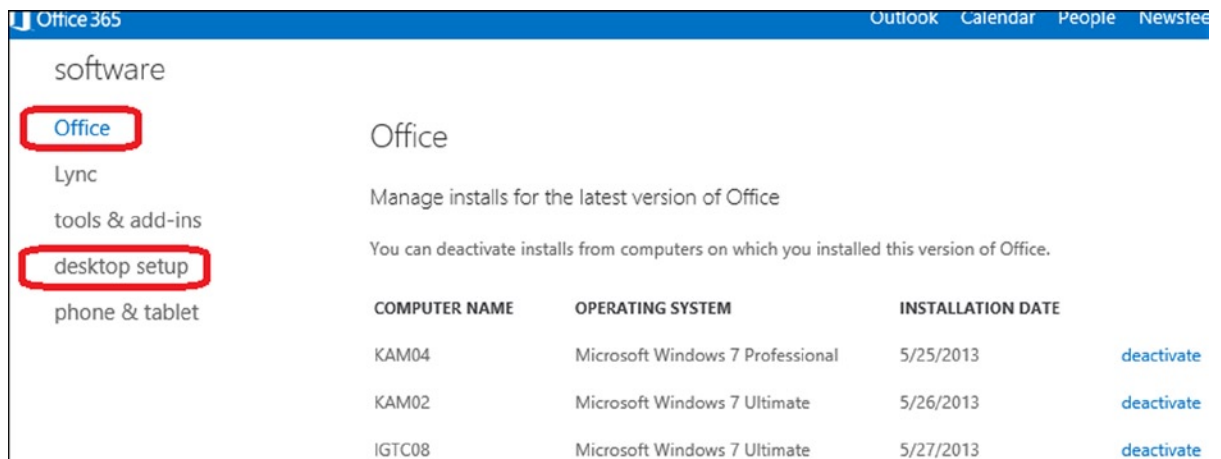 Office 365 Outlook Calendar People Newsfee
software
Office
Lync
tools & add-ins
desktop setup
phone & tablet
Office
Manage installs for the latest version of Office
You can deactivate installs from computers on which you installed this version of Office.
COMPUTER NAME OPERATING SYSTEM INSTALLATION DATE
KAM04 Microsoft Windows 7 Professional 5/25/2013 deactivate
KAM02 Microsoft Windows 7 Ultimate 5/26/2013 deactivate
IGTC08 Microsoft Windows 7 Ultimate 5/27/2013 deactivate